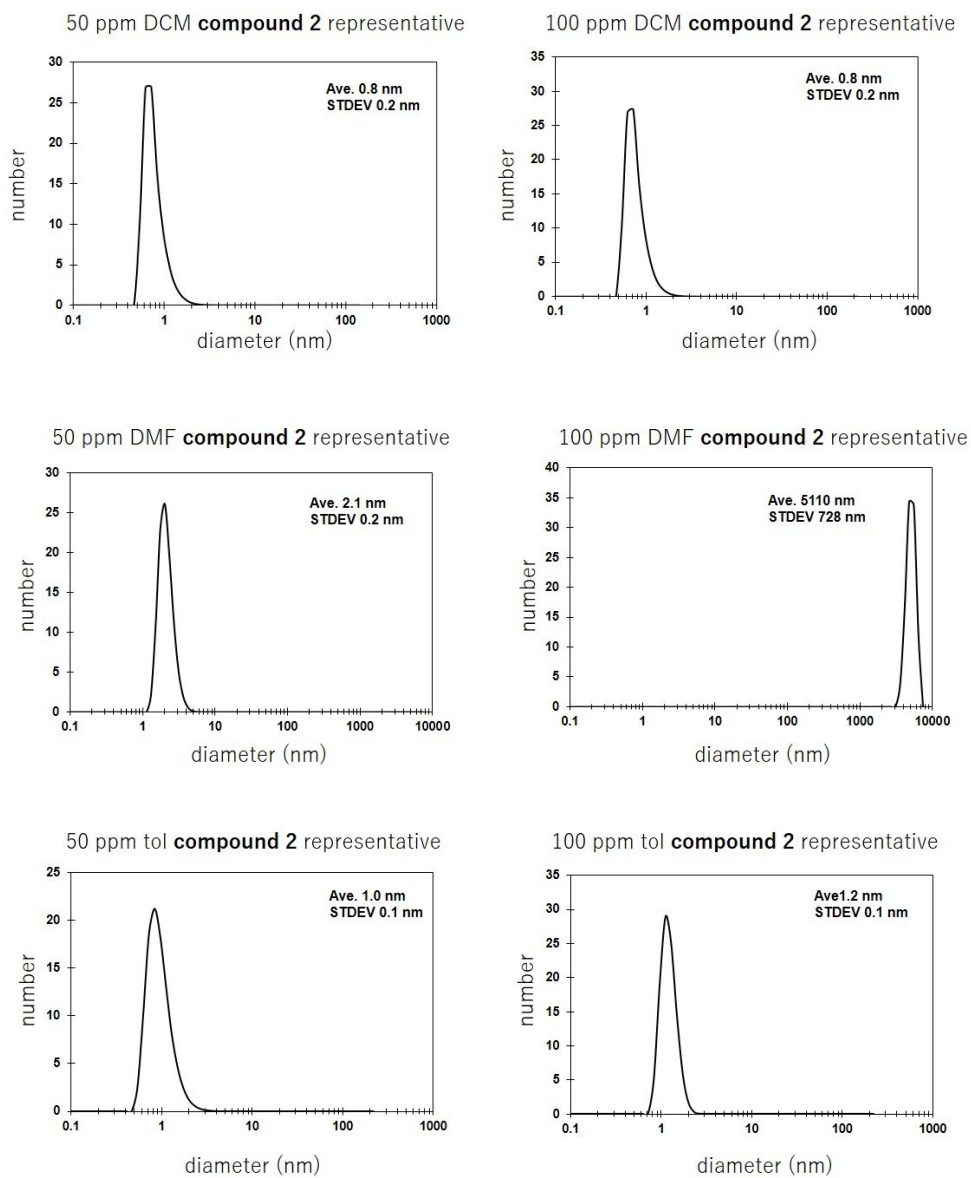 50 ppm DCM compound 2 representative
30
25
20
15
10
5
0
number
Ave. 0.8 nm
STDEV 0.2 nm
0.1 1 10 100 1000
diameter (nm)
100 ppm DCM compound 2 representative
35
30
25
20
15
10
5
0
number
Ave. 0.8 nm
STDEV 0.2 nm
0.1 1 10 100 1000
diameter (nm)
50 ppm DMF compound 2 representative
30
25
20
15
10
5
0
number
Ave. 2.1 nm
STDEV 0.2 nm
0.1 1 10 100 1000 10000
diameter (nm)
100 ppm DMF compound 2 representative
40
35
30
25
20
15
10
5
0
number
Ave. 5110 nm
STDEV 728 nm
0.1 1 10 100 1000 10000
diameter (nm)
50 ppm tol compound 2 representative
25
20
15
10
5
0
number
Ave. 1.0 nm
STDEV 0.1 nm
0.1 1 10 100 1000
diameter (nm)
100 ppm tol compound 2 representative
35
30
25
20
15
10
5
0
number
Ave1.2 nm
STDEV 0.1 nm
0.1 1 10 100 1000
diameter (nm)